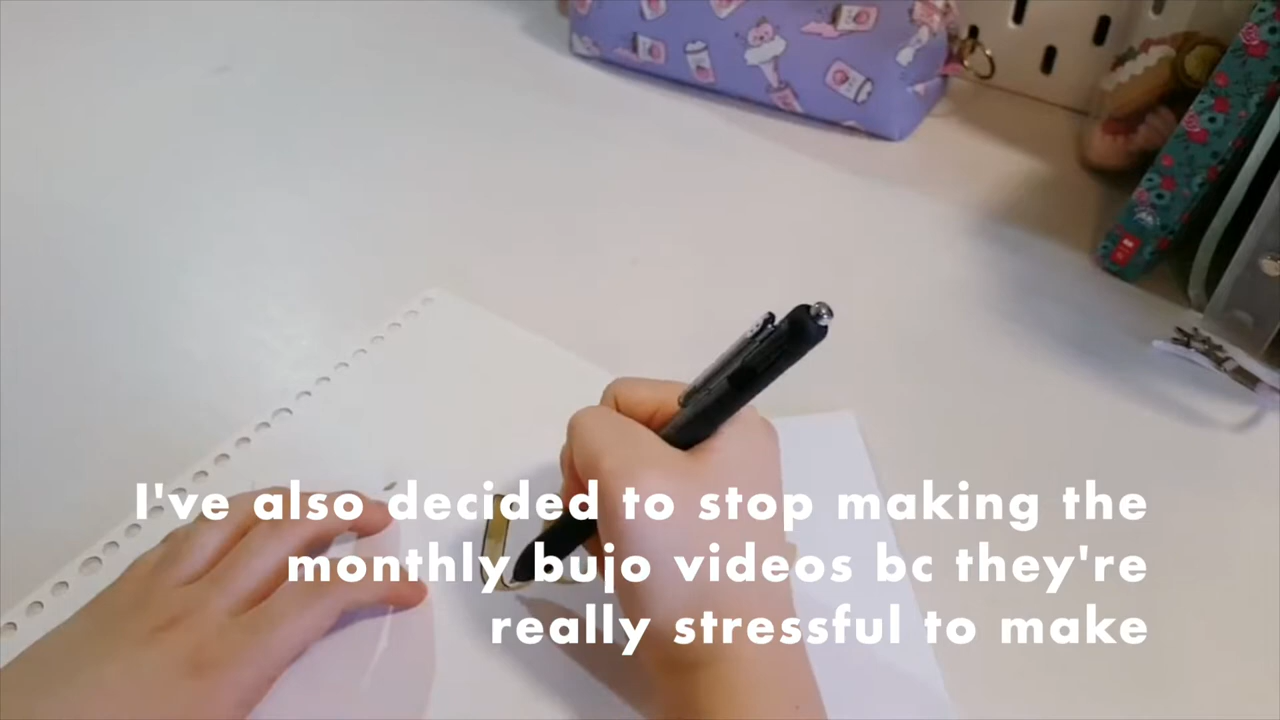 I've also decided to stop making the
monthly bujo videos bc they're
really stressful to make